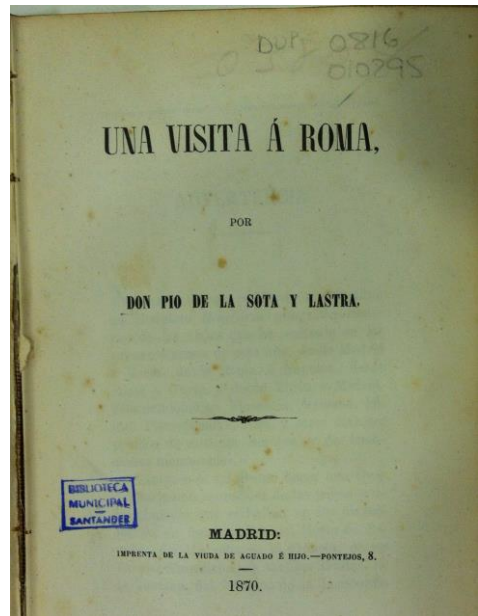 Dup. 0816
010295
UNA VISITA Á ROMA,
POR
DON PIO DE LA SOTA Y LASTRA.
BIBLIOTECA
MUNICIPAL
SANTANDER
MADRID:
IMPRENTA DE LA VIUDA DE AGUADO É HIJO.—PONTEJOS, 8.
1870.